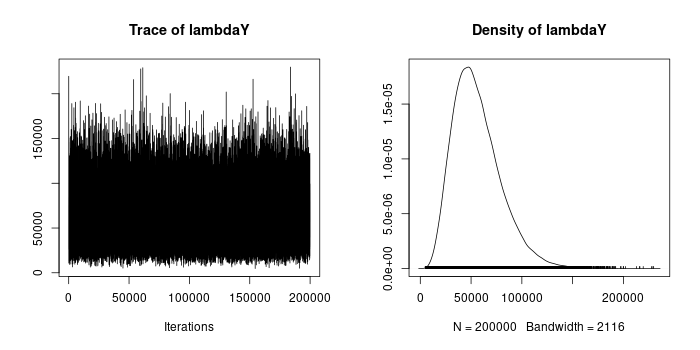 Trace of lambdaY
0 50000 150000
0 50000 100000 150000 200000
Iterations
Density of lambdaY
0.0e+00 5.0e-06 1.0e-05 1.5e-05
0 50000 100000 200000
N = 200000 Bandwidth = 2116